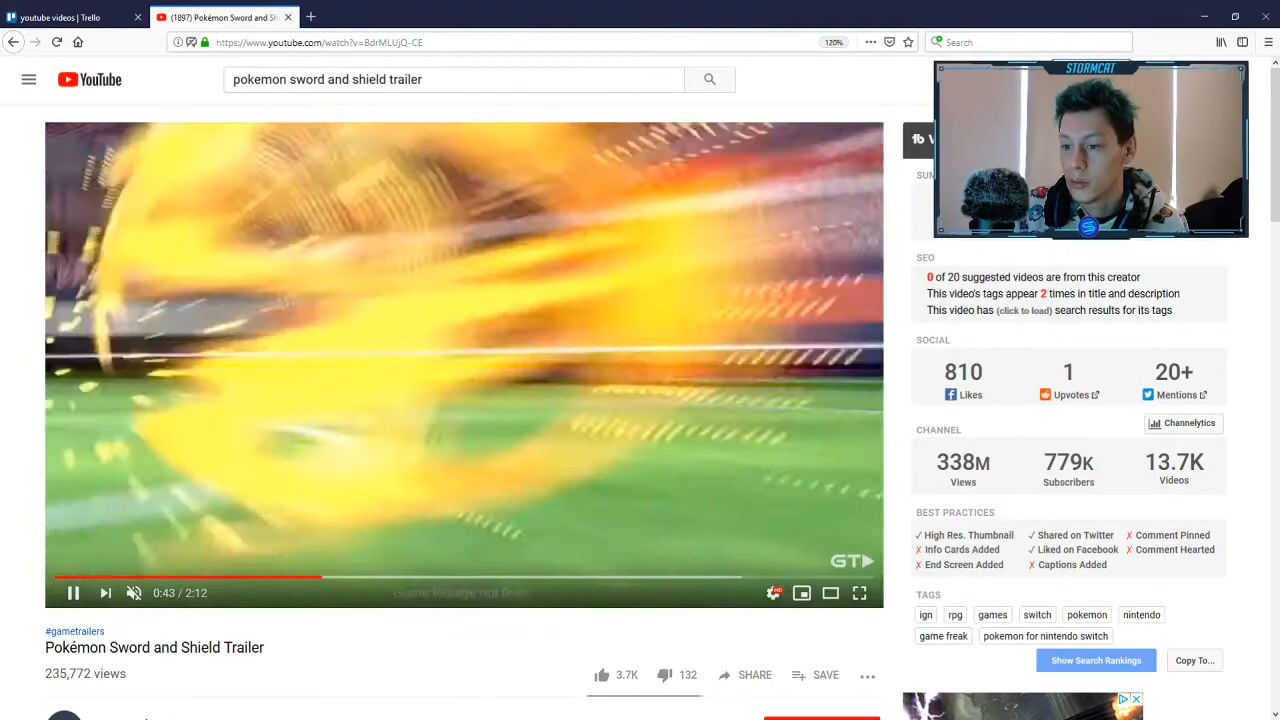 youtube videos | Trello
(1897) Pokémon Sword and Sh
https://www.youtube.com/watch?v=BdrMLUjQ-CE
120%
Search
YouTube
pokemon sword and shield trailer
STORMCAT
tb
SEO
0 of 20 suggested videos are from this creator
This video's tags appear 2 times in title and description
This video has (click to load) search results for its tags
SOCIAL
810 1 20+
Likes Upvotes Mentions
Channelytics
CHANNEL
338M 779K 13.7K
Views Subscribers Videos
BEST PRACTICES
✓ High Res. Thumbnail ✓ Shared on Twitter ✗ Comment Pinned
✗ Info Cards Added ✓ Liked on Facebook ✗ Comment Hearted
✗ End Screen Added ✗ Captions Added
GT
HD
0:43 / 2:12
Game footage not final
TAGS
ign rpg games switch pokemon nintendo
game freak pokemon for nintendo switch
Show Search Rankings Copy To...
#gametrailers
Pokémon Sword and Shield Trailer
235,772 views
3.7K 132 SHARE SAVE